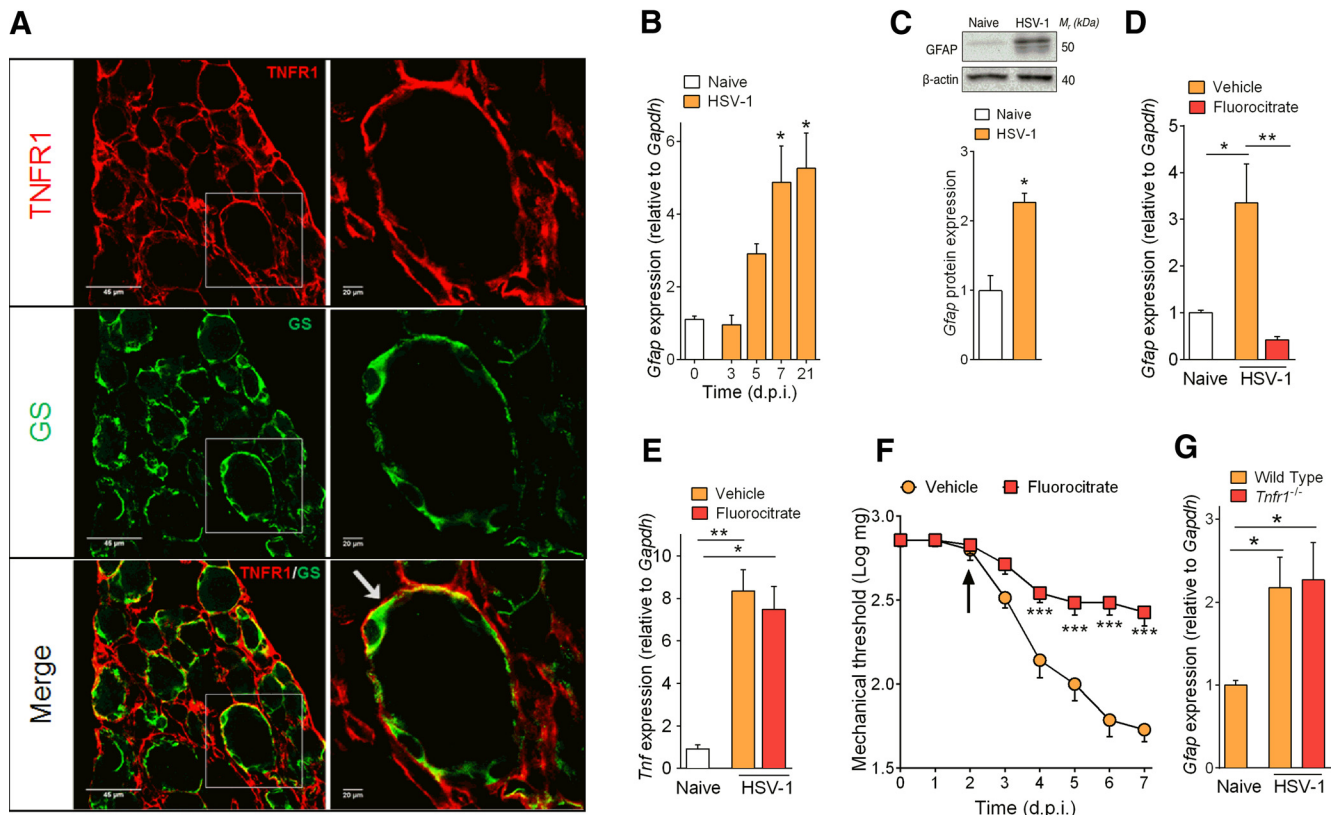 A
TNFR1
TNFR1
45 µm
20 µm
GS
GS
45 µm
20 µm
Merge
TNFR1/GS
45 µm
20 µm
B
Naive
HSV-1
Gfap expression (relative to Gapdh)
6
4
2
0
*
*
0 3 5 7 21
Time (d.p.i.)
C
Naive HSV-1 Mr (kDa)
GFAP 50
β-actin 40
Naive
HSV-1
Gfap protein expression
3
2
1
0
*
D
Vehicle
Fluorocitrate
Gfap expression (relative to Gapdh)
5
4
3
2
1
0
* **
Naive HSV-1
E
Vehicle
Fluorocitrate
Tnf expression (relative to Gapdh)
10
8
6
4
2
0
**
*
Naive HSV-1
F
Vehicle Fluorocitrate
Mechanical threshold (Log mg)
3.0
2.5
2.0
1.5
*** *** *** ***
0 1 2 3 4 5 6 7
Time (d.p.i.)
G
Wild Type
Tnfr1-/-
Gfap expression (relative to Gapdh)
3
2
1
0
*
*
Naive HSV-1